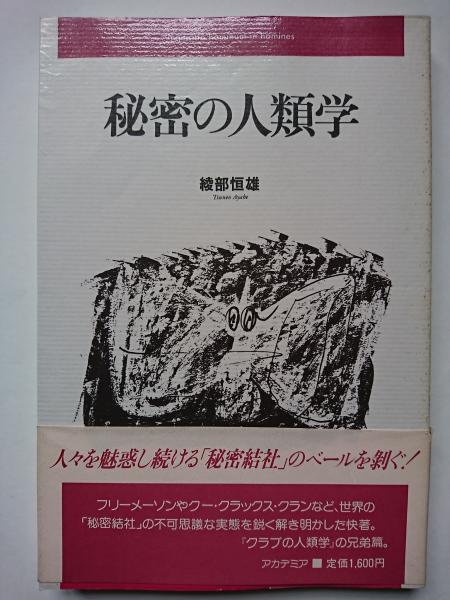 hominum in homines
秘密の人類学
綾部恒雄
Tsuneo Ayabe
人々を魅惑し続ける「秘密結社」のベールを剝ぐ!
フリーメーソンやクー・クラックス・クランなど、世界の
「秘密結社」の不可思議な実態を鋭く解き明かした快著。
『クラブの人類学』の兄弟篇。
アカデミア■定価1,600円